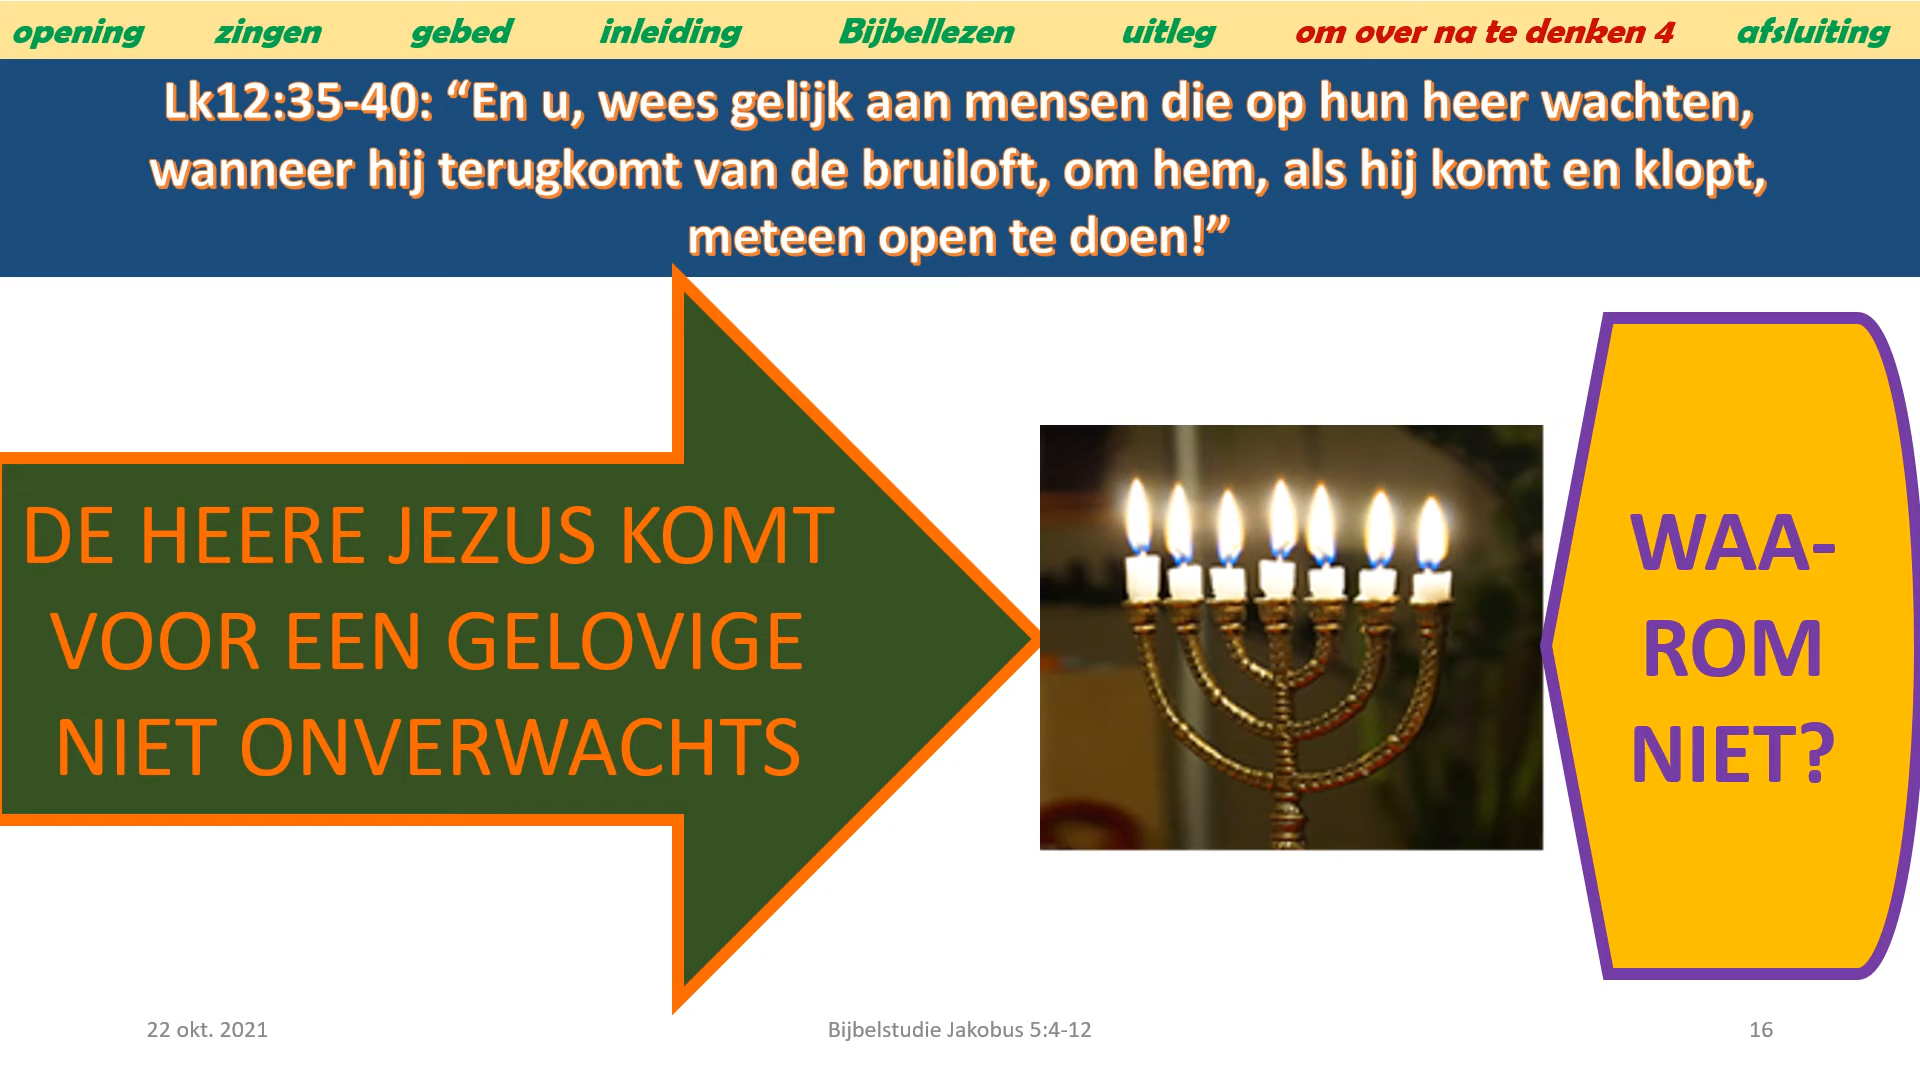 opening zingen gebed inleiding Bijbellezen uitleg om over na te denken 4 afsluiting
Lk12:35-40: “En u, wees gelijk aan mensen die op hun heer wachten,
wanneer hij terugkomt van de bruiloft, om hem, als hij komt en klopt,
meteen open te doen!”
DE HEERE JEZUS KOMT
VOOR EEN GELOVIGE
NIET ONVERWACHTS
WAA-
ROM
NIET?
22 okt. 2021 Bijbelstudie Jakobus 5:4-12 16